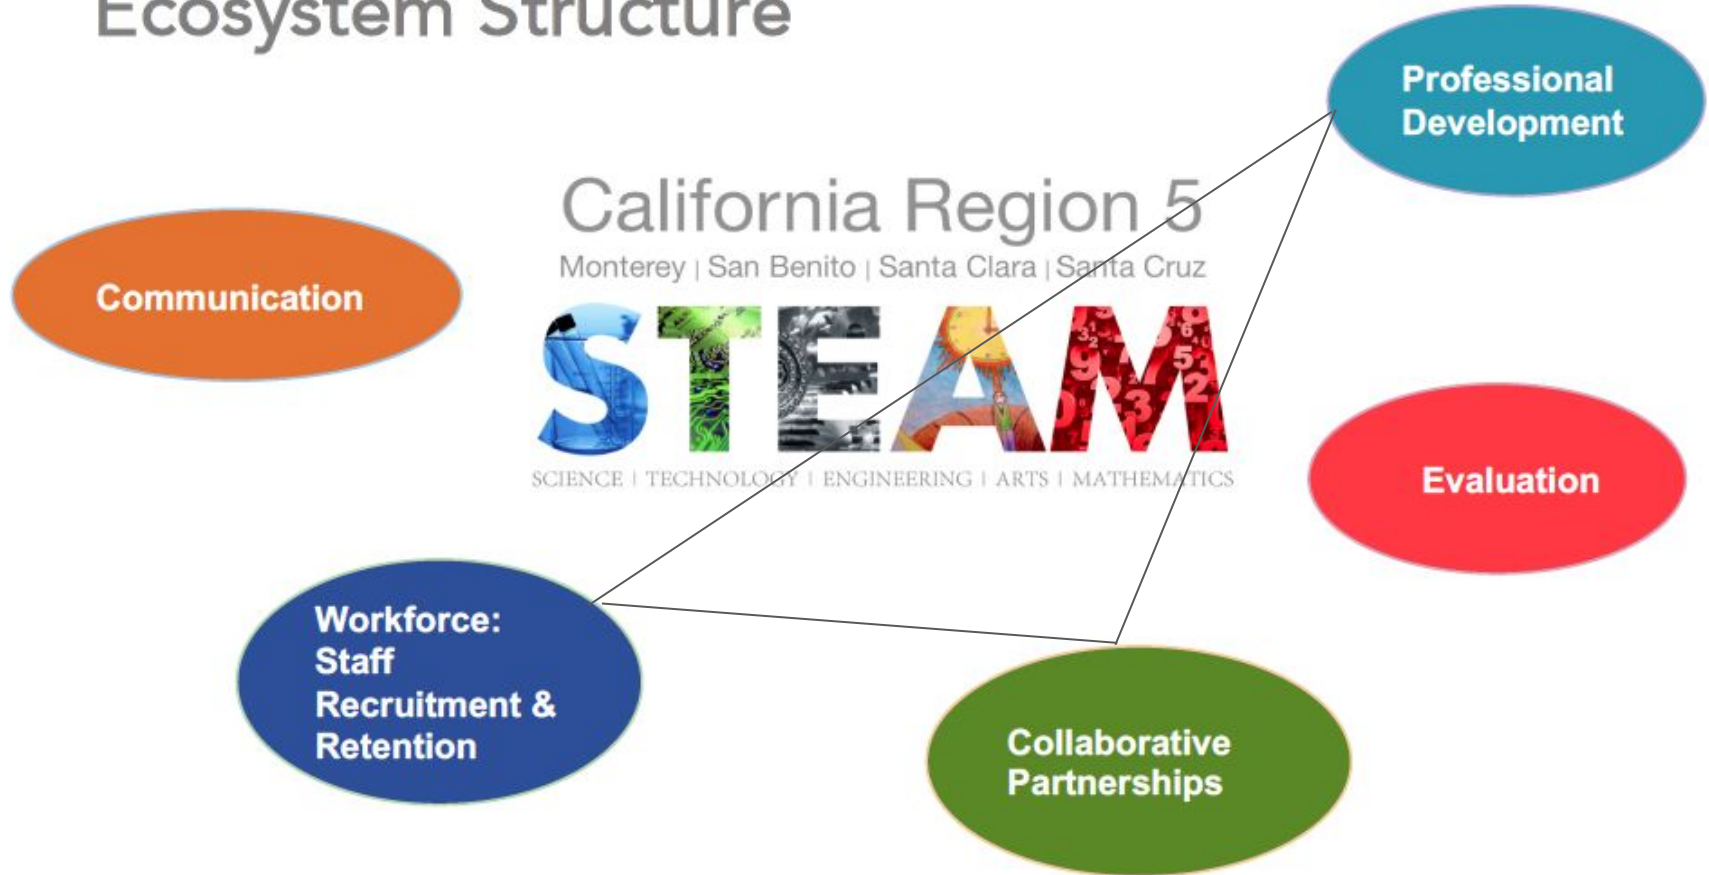 Ecosystem Structure
Professional
Development
California Region 5
Monterey | San Benito | Santa Clara | Santa Cruz
Communication
STEAM
SCIENCE | TECHNOLOGY | ENGINEERING | ARTS | MATHEMATICS
Evaluation
Workforce:
Staff
Recruitment &
Retention
Collaborative
Partnerships